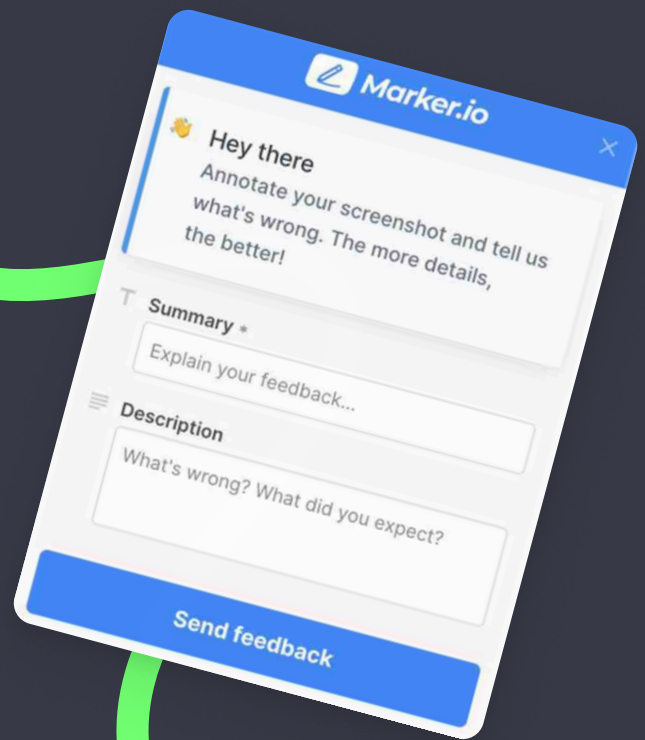 Marker.io
Hey there
Annotate your screenshot and tell us
what's wrong. The more details,
the better!
Summary *
Explain your feedback...
Description
What's wrong? What did you expect?
Send feedback